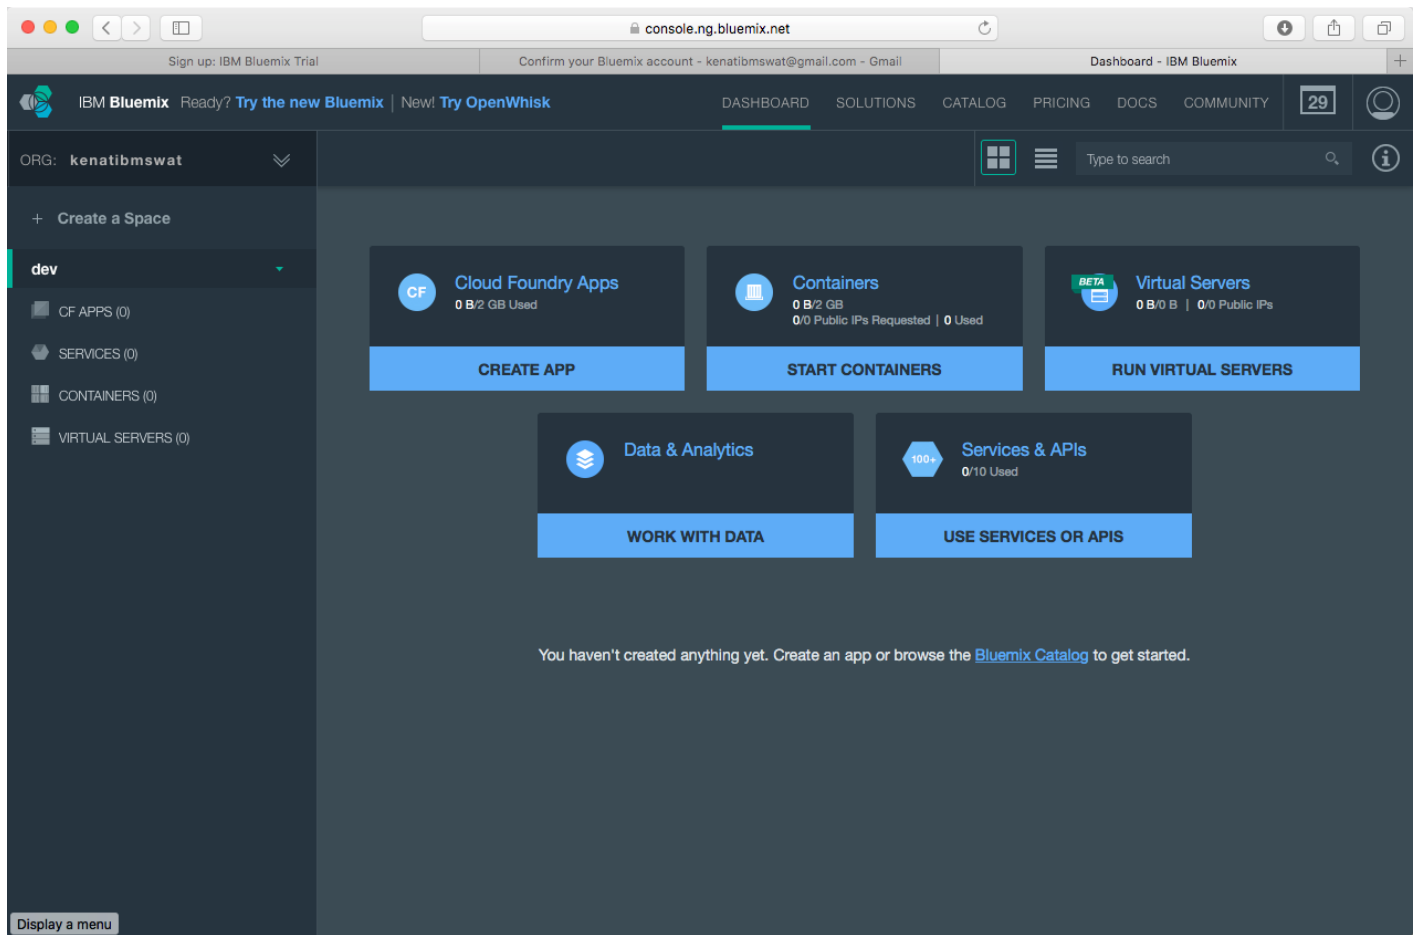 console.ng.bluemix.net
Sign up: IBM Bluemix Trial
Confirm your Bluemix account - kenatibmswat@gmail.com - Gmail
Dashboard - IBM Bluemix
IBM Bluemix Ready? Try the new Bluemix | New! Try OpenWhisk
DASHBOARD SOLUTIONS CATALOG PRICING DOCS COMMUNITY 29
ORG: kenatibmswat
Type to search
+ Create a Space
dev
CF APPS (0)
SERVICES (0)
CONTAINERS (0)
VIRTUAL SERVERS (0)
CF
Cloud Foundry Apps
0 B/2 GB Used
CREATE APP
Containers
0 B/2 GB
0/0 Public IPs Requested | 0 Used
START CONTAINERS
BETA
Virtual Servers
0 B/0 B | 0/0 Public IPs
RUN VIRTUAL SERVERS
Data & Analytics
WORK WITH DATA
100+
Services & APIs
0/10 Used
USE SERVICES OR APIS
You haven't created anything yet. Create an app or browse the Bluemix Catalog to get started.
Display a menu